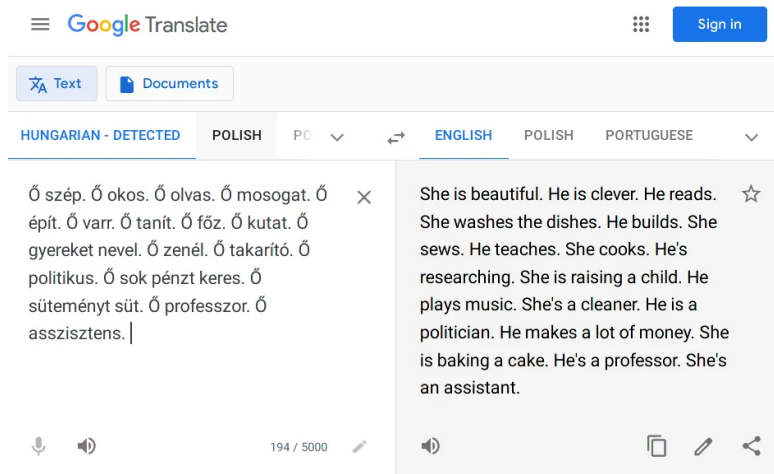 Google Translate
Sign in
Text
Documents
HUNGARIAN - DETECTED
POLISH
PO
ENGLISH
POLISH
PORTUGUESE
Ő szép. Ő okos. Ő olvas. Ő mosogat. Ő
épít. Ő varr. Ő tanít. Ő főz. Ő kutat. Ő
gyereket nevel. Ő zenél. Ő takarító. Ő
politikus. Ő sok pénzt keres. Ő
süteményt süt. Ő professzor. Ő
asszisztens.
194 / 5000
She is beautiful. He is clever. He reads.
She washes the dishes. He builds. She
sews. He teaches. She cooks. He's
researching. She is raising a child. He
plays music. She's a cleaner. He is a
politician. He makes a lot of money. She
is baking a cake. He's a professor. She's
an assistant.